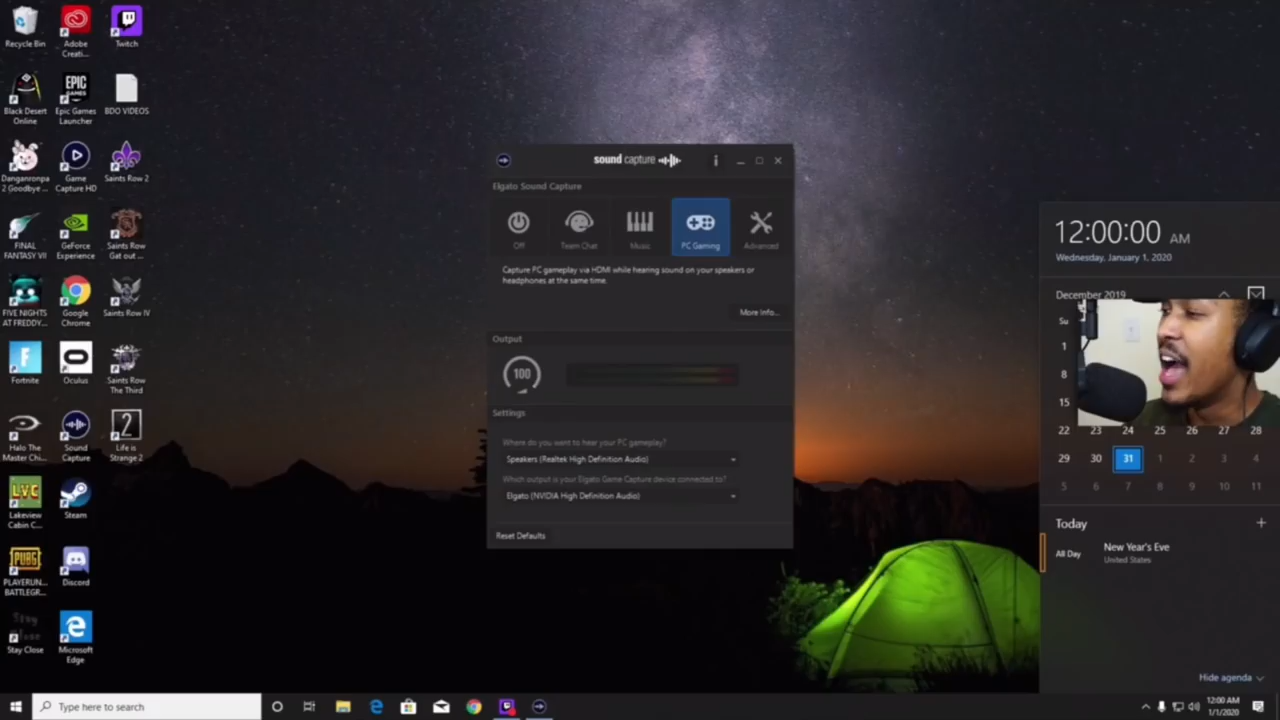 Recycle Bin
Adobe
Creati...
Twitch
Black Desert
Online
EPIC
GAMES
Epic Games
Launcher
BDO VIDEOS
Danganronpa
2 Goodbye ...
Game
Capture HD
Saints Row 2
FINAL
FANTASY VII
GeForce
Experience
Saints Row
Gat out ...
FIVE NIGHTS
AT FREDDY...
Google
Chrome
Saints Row IV
Fortnite
Oculus
Saints Row
The Third
Halo The
Master Chi...
Sound
Capture
2
Life is
Strange 2
LVC
Lakeview
Cabin C...
Steam
PUBG
PLAYERUN...
BATTLEGR...
Discord
Stay
Close
Stay Close
Microsoft
Edge
sound capture
Elgato Sound Capture
Off
Team Chat
Music
PC Gaming
Advanced
Capture PC gameplay via HDMI while hearing sound on your speakers or
headphones at the same time.
More Info...
Output
100
Settings
Where do you want to hear your PC gameplay?
Speakers (Realtek High Definition Audio)
Which output is your Elgato Game Capture device connected to?
Elgato (NVIDIA High Definition Audio)
Reset Defaults
12:00:00 AM
Wednesday, January 1, 2020
December 2019
Su
1
8
15
22 23 24 25 26 27 28
29 30 31 1 2 3 4
5 6 7 8 9 10 11
Today
All Day
New Year's Eve
United States
Hide agenda
Type here to search
12:00 AM
1/1/2020